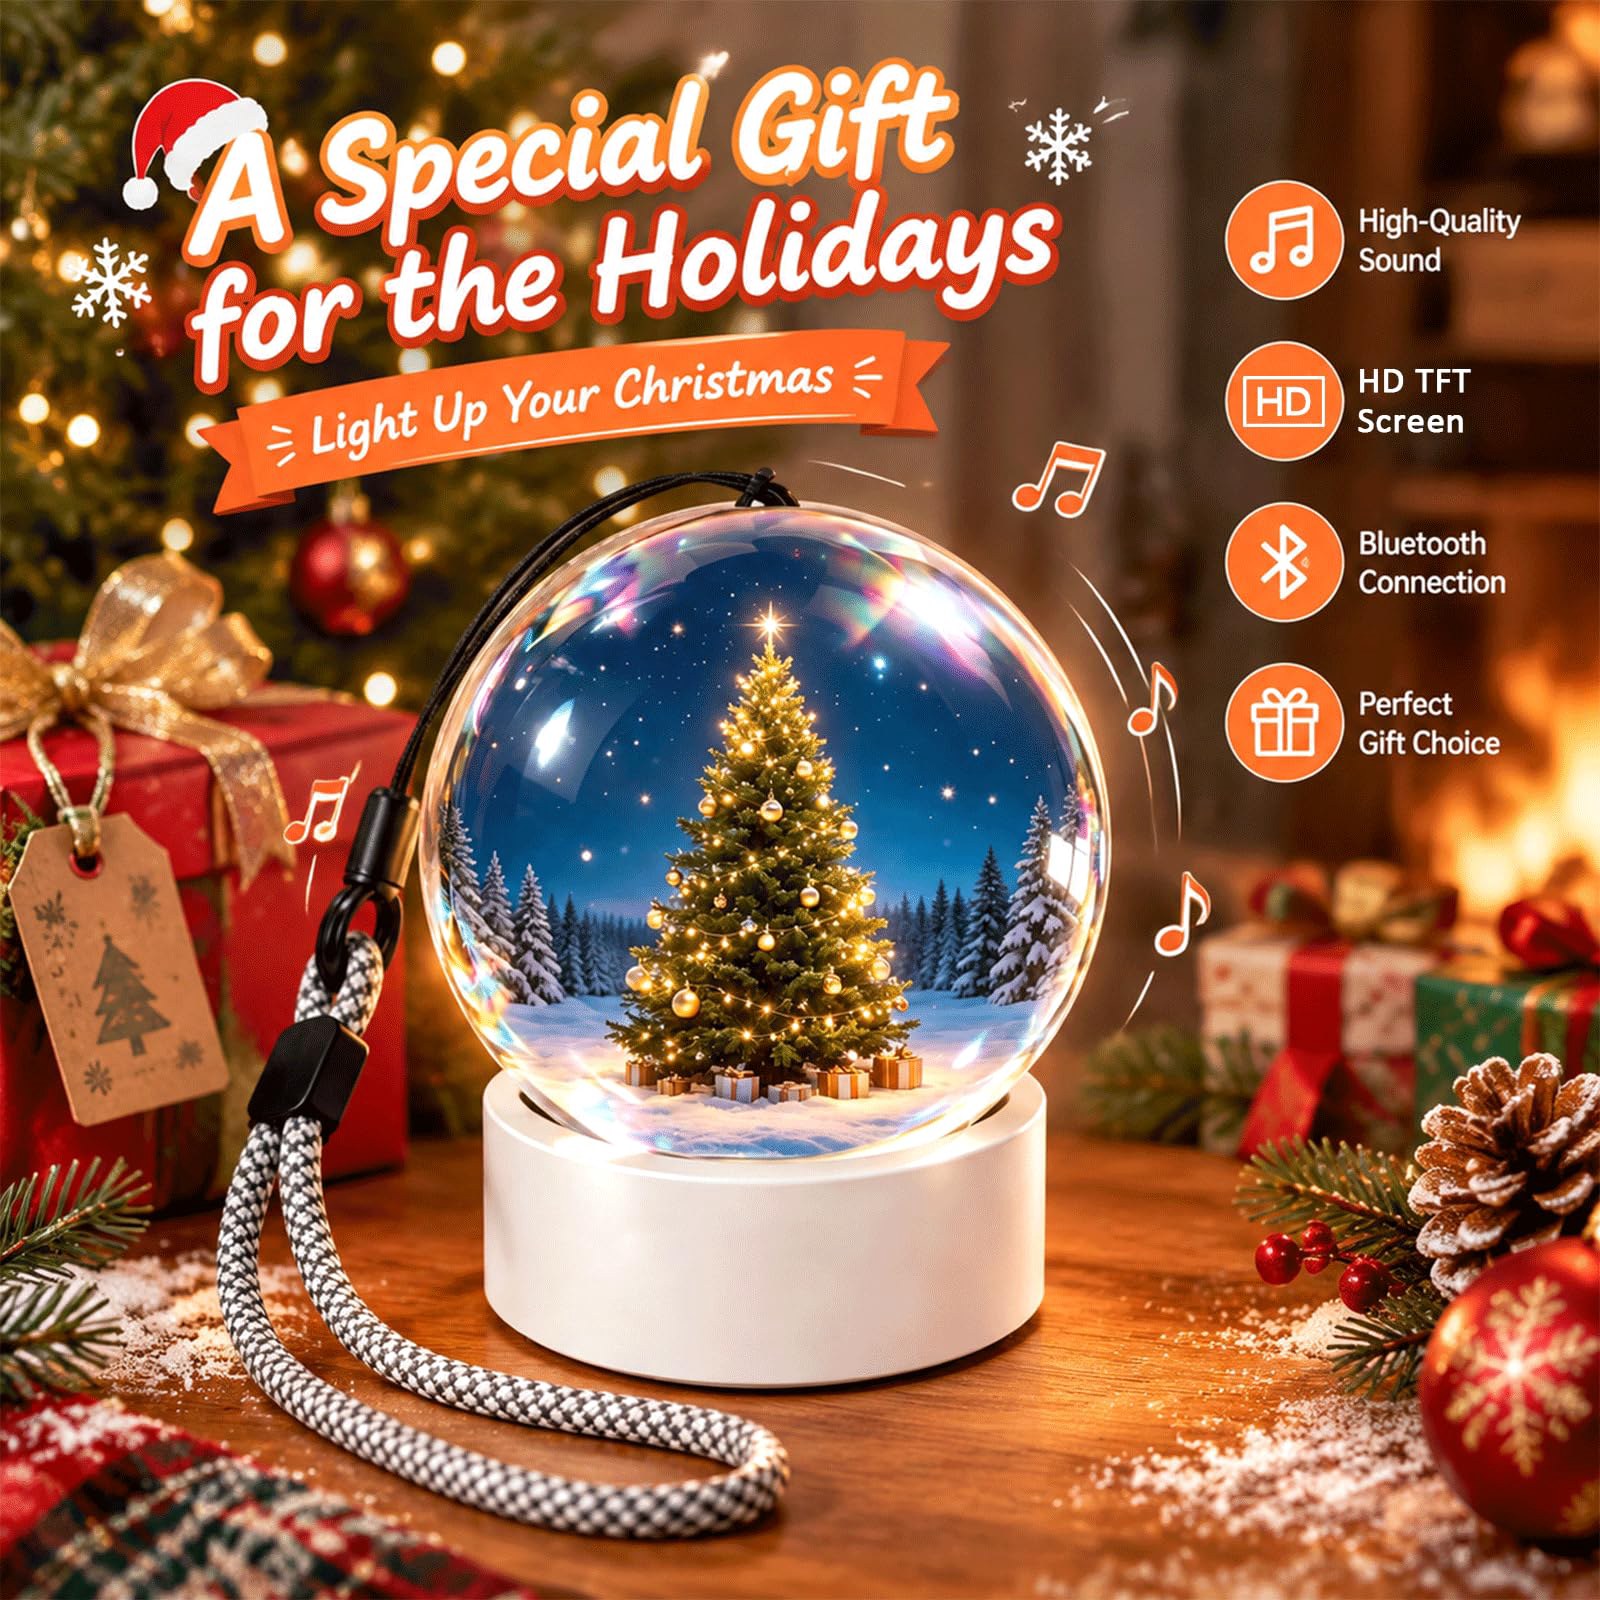 A Special Gift
for the Holidays
Light Up Your Christmas
High-Quality
Sound
HD
HD TFT
Screen
Bluetooth
Connection
Perfect
Gift Choice